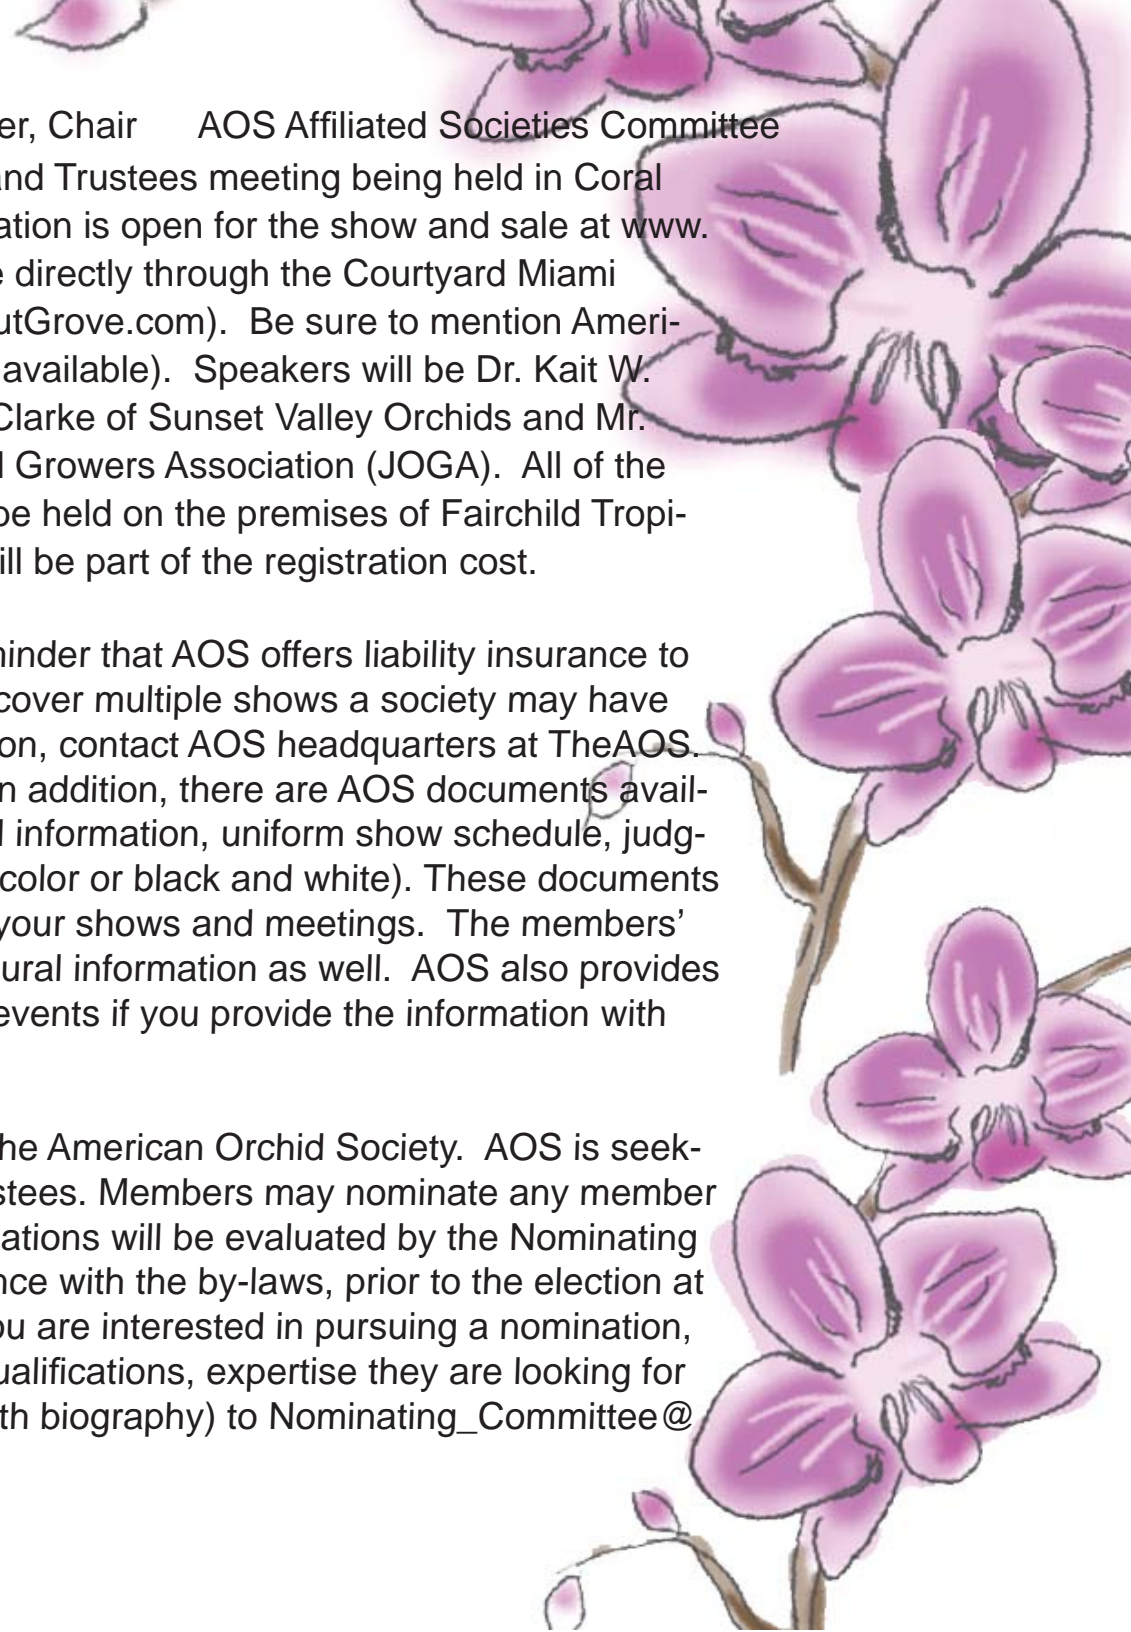 er, Chair      AOS Affiliated Societies Committee
and Trustees meeting being held in Coral
ation is open for the show and sale at www.
e directly through the Courtyard Miami
utGrove.com).  Be sure to mention Ameri-
available).  Speakers will be Dr. Kait W.
Clarke of Sunset Valley Orchids and Mr.
d Growers Association (JOGA).  All of the
be held on the premises of Fairchild Tropi-
ill be part of the registration cost.
minder that AOS offers liability insurance to
cover multiple shows a society may have
on, contact AOS headquarters at TheAOS.
n addition, there are AOS documents avail-
l information, uniform show schedule, judg-
color or black and white). These documents
your shows and meetings.  The members’
ural information as well.  AOS also provides
events if you provide the information with
he American Orchid Society.  AOS is seek-
stees. Members may nominate any member
ations will be evaluated by the Nominating
nce with the by-laws, prior to the election at
ou are interested in pursuing a nomination,
ualifications, expertise they are looking for
th biography) to Nominating_Committee@